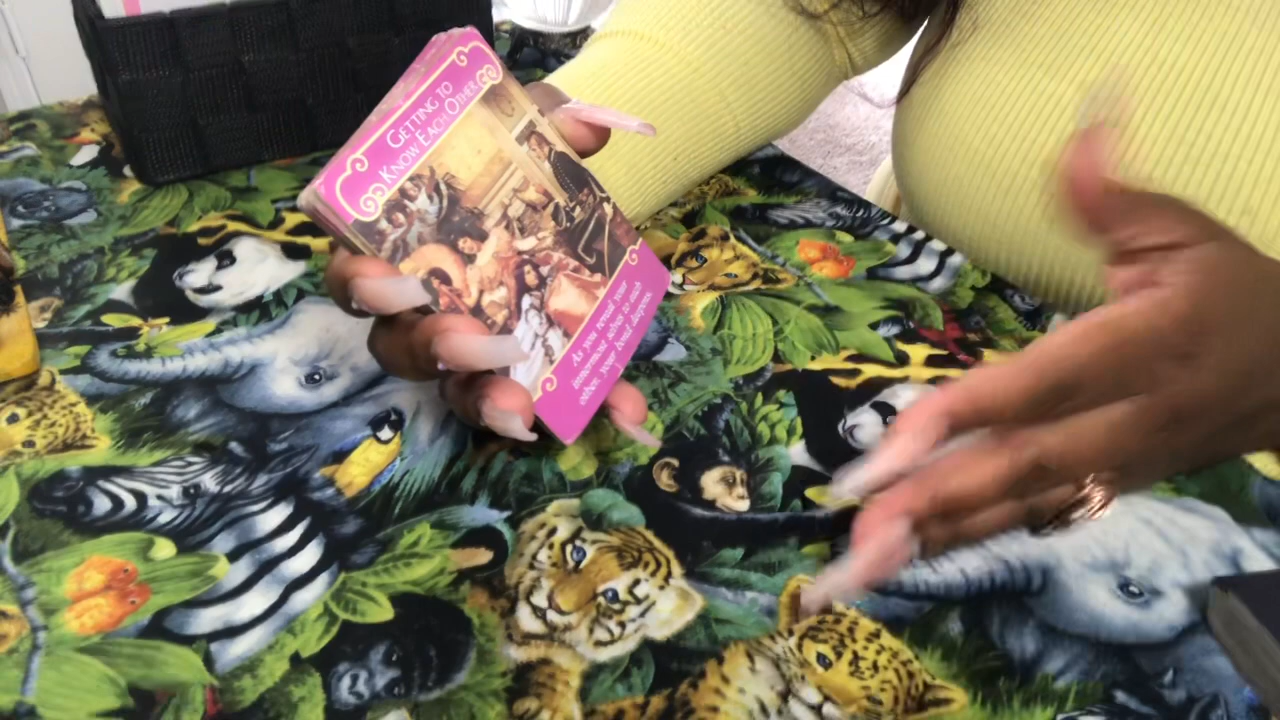 GETTING TO
KNOW EACH OTHER
As you reveal your
innermost selves to each
other, your bond deepens.